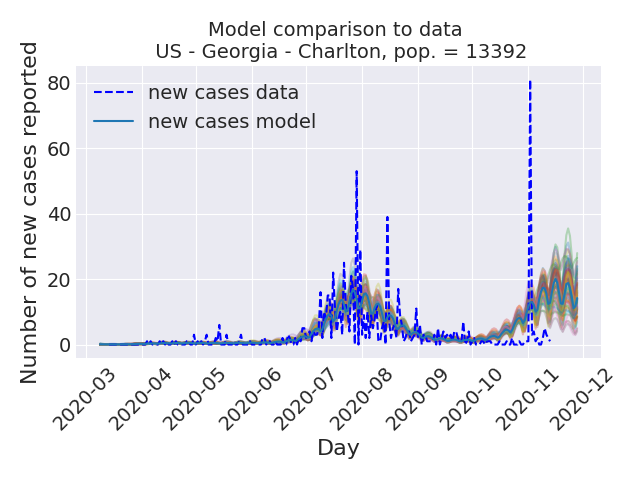 Model comparison to data
US - Georgia - Charlton, pop. = 13392
Number of new cases reported
80
60
40
20
0
new cases data
new cases model
2020-03
2020-04
2020-05
2020-06
2020-07
2020-08
2020-09
2020-10
2020-11
2020-12
Day